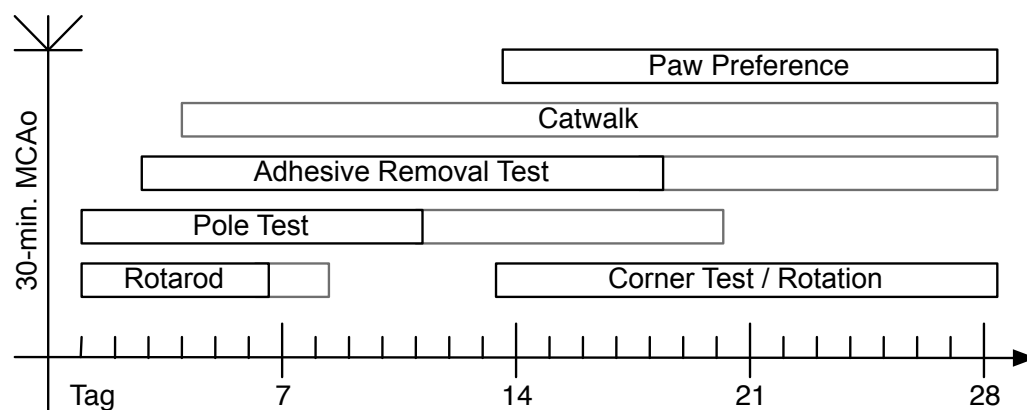 Paw Preference
Catwalk
Adhesive Removal Test
Pole Test
Rotarod
Corner Test / Rotation
30-min. MCAo
Tag 7 14 21 28